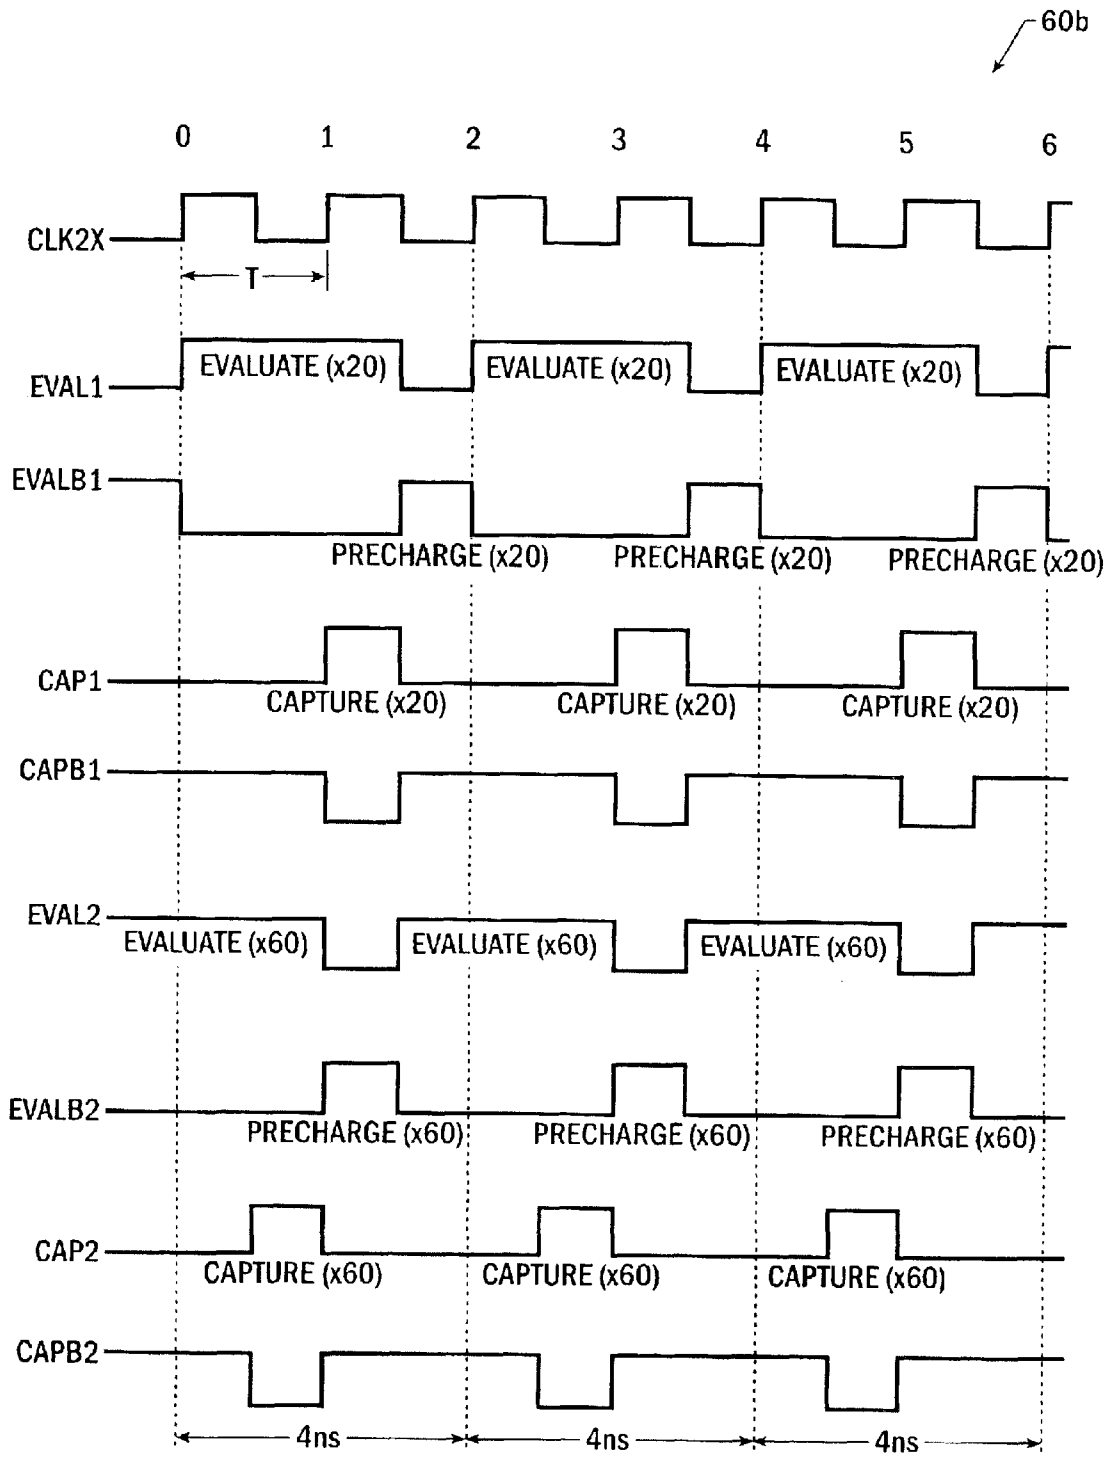 60b
0 1 2 3 4 5 6
CLK2X
T
EVAL1
EVALUATE (x20) EVALUATE (x20) EVALUATE (x20)
EVALB1
PRECHARGE (x20) PRECHARGE (x20) PRECHARGE (x20)
CAP1
CAPTURE (x20) CAPTURE (x20) CAPTURE (x20)
CAPB1
EVAL2
EVALUATE (x60) EVALUATE (x60) EVALUATE (x60)
EVALB2
PRECHARGE (x60) PRECHARGE (x60) PRECHARGE (x60)
CAP2
CAPTURE (x60) CAPTURE (x60) CAPTURE (x60)
CAPB2
4ns 4ns 4ns